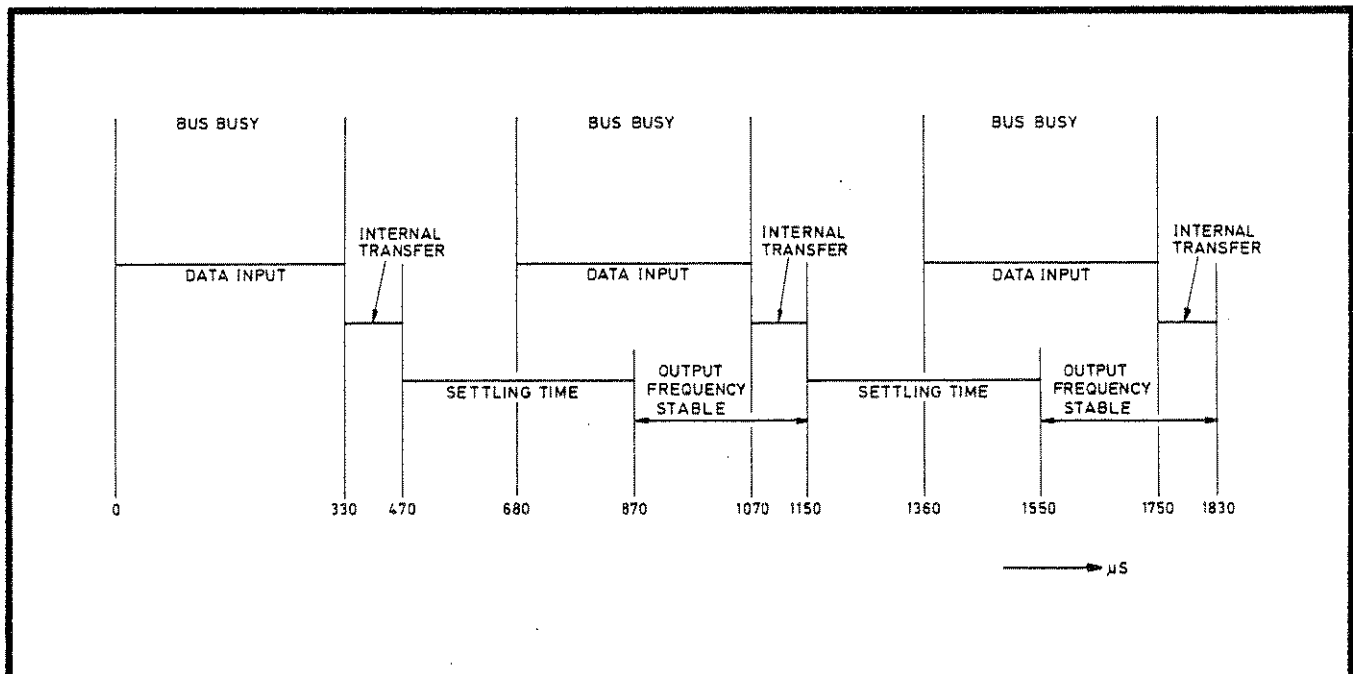 BUS BUSY
BUS BUSY
BUS BUSY
INTERNAL
TRANSFER
INTERNAL
TRANSFER
INTERNAL
TRANSFER
DATA INPUT
DATA INPUT
DATA INPUT
SETTLING TIME
OUTPUT
FREQUENCY
STABLE
SETTLING TIME
OUTPUT
FREQUENCY
STABLE
0 330 470 680 870 1070 1150 1360 1550 1750 1830
µS